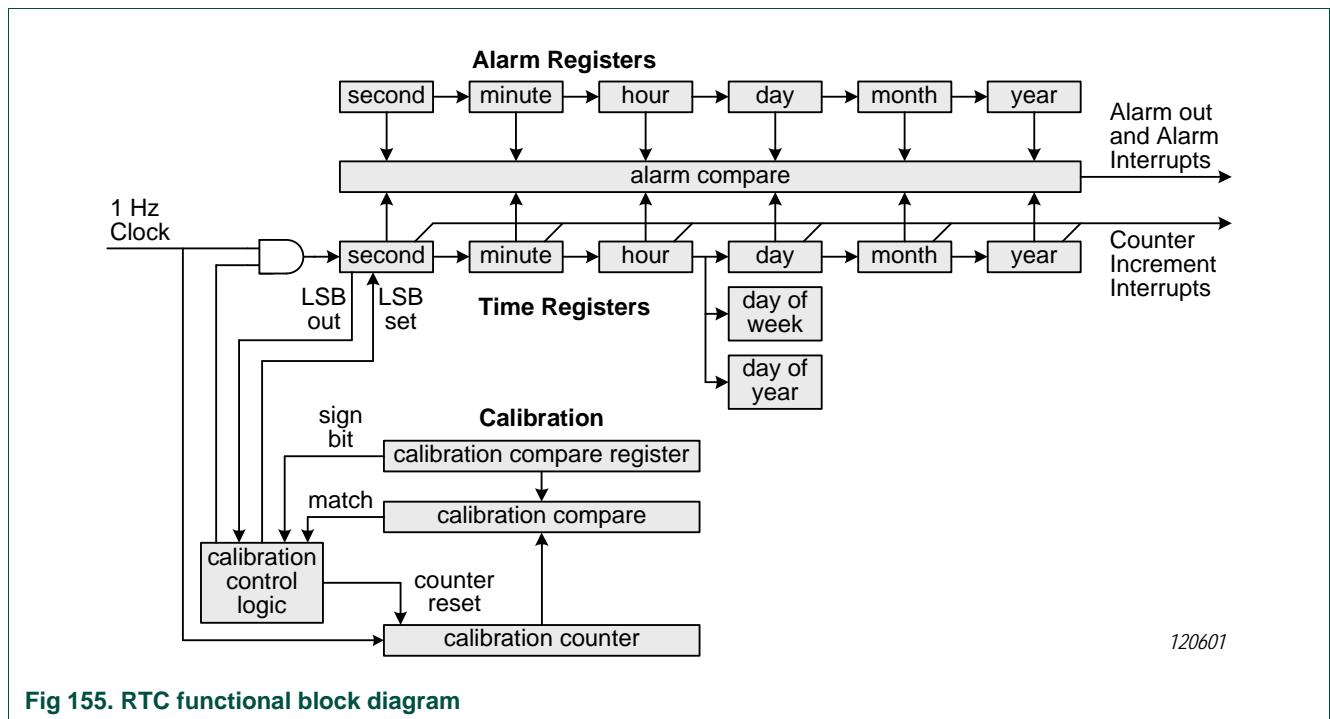 Alarm Registers
second
minute
hour
day
month
year
Alarm out
and Alarm
Interrupts
alarm compare
1 Hz
Clock
second
minute
hour
day
month
year
Counter
Increment
Interrupts
LSB
out
LSB
set
Time Registers
day of
week
day of
year
Calibration
sign
bit
calibration compare register
match
calibration compare
calibration
control
logic
counter
reset
calibration counter
120601
Fig 155. RTC functional block diagram